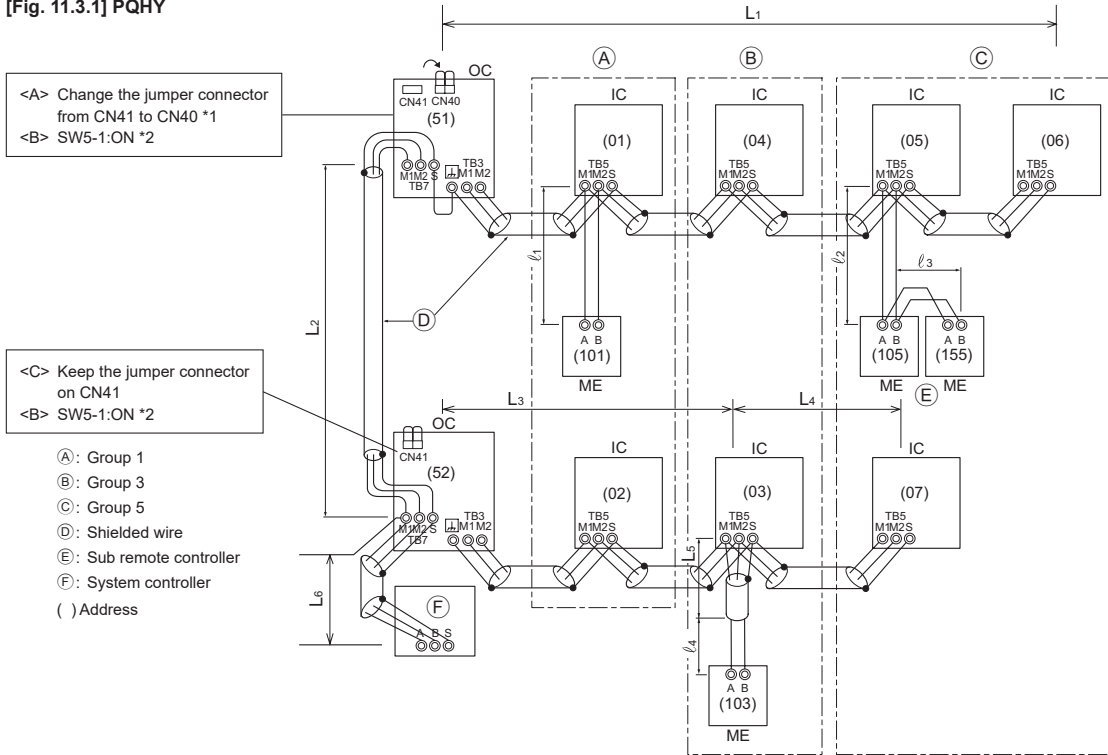 [Fig. 11.3.1] PQHY
L1
A
B
C
<A> Change the jumper connector
from CN41 to CN40 *1
<B> SW5-1:ON *2
OC
CN41 CN40
(51)
M1M2 S
TB7
TB3
M1M2
IC
(01)
TB5
M1M2S
IC
(04)
TB5
M1M2S
IC
(05)
TB5
M1M2S
IC
(06)
TB5
M1M2S
ℓ1
ℓ2
ℓ3
L2
D
A B
(101)
ME
A B
(105)
ME
A B
(155)
ME
E
<C> Keep the jumper connector
on CN41
<B> SW5-1:ON *2
L3
L4
OC
CN41
(52)
M1M2 S
TB7
TB3
M1M2
IC
(02)
TB5
M1M2S
IC
(03)
TB5
M1M2S
IC
(07)
TB5
M1M2S
A: Group 1
B: Group 3
C: Group 5
D: Shielded wire
E: Sub remote controller
F: System controller
( ) Address
L5
L6
F
A B S
ℓ4
A B
(103)
ME